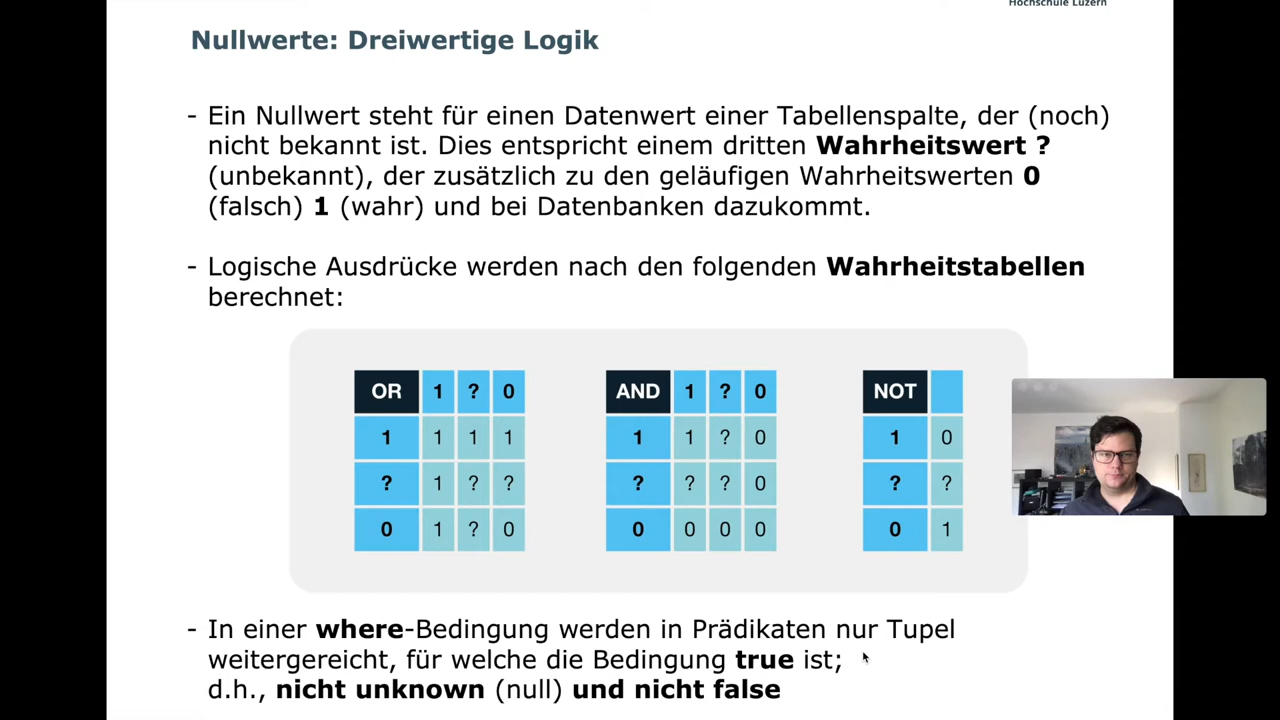 Hochschule Luzern
Nullwerte: Dreiwertige Logik
- Ein Nullwert steht für einen Datenwert einer Tabellenspalte, der (noch)
nicht bekannt ist. Dies entspricht einem dritten Wahrheitswert ?
(unbekannt), der zusätzlich zu den geläufigen Wahrheitswerten 0
(falsch) 1 (wahr) und bei Datenbanken dazukommt.
- Logische Ausdrücke werden nach den folgenden Wahrheitstabellen
berechnet:
OR 1 ? 0
1 1 1 1
? 1 ? ?
0 1 ? 0
AND 1 ? 0
1 1 ? 0
? ? ? 0
0 0 0 0
NOT
1 0
? ?
0 1
- In einer where-Bedingung werden in Prädikaten nur Tupel
weitergereicht, für welche die Bedingung true ist;
d.h., nicht unknown (null) und nicht false